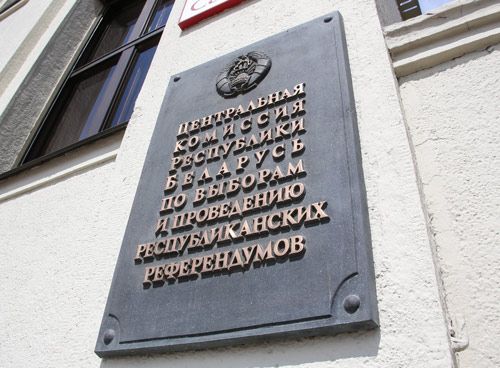 ЦЕНТРАЛЬНАЯ
КОМИССИЯ
РЕСПУБЛИКИ
БЕЛАРУСЬ
ПО ВЫБОРАМ
И ПРОВЕДЕНИЮ
РЕСПУБЛИКАНСКИХ
РЕФЕРЕНДУМОВ